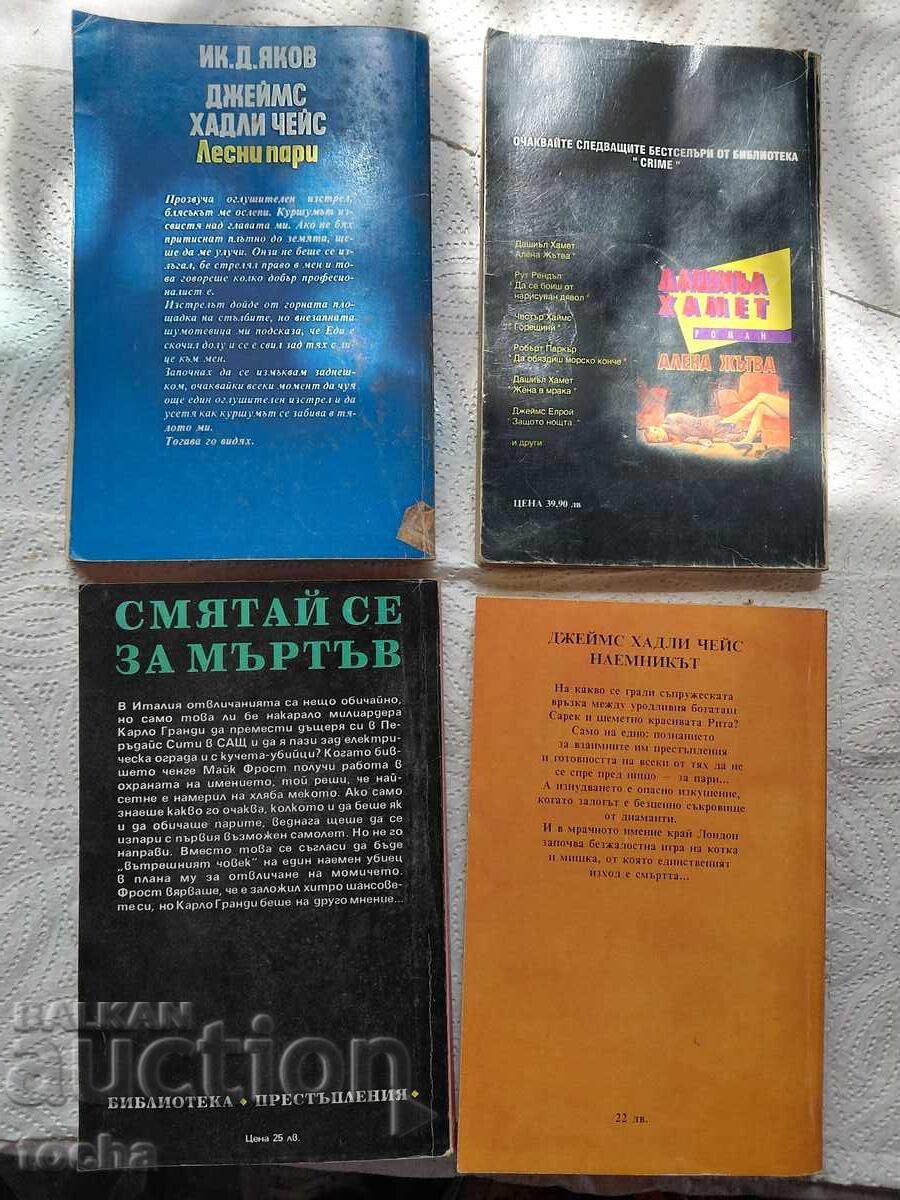 ИК.Д.ЯКОВ
ДЖЕЙМС
ХАДЛИ ЧЕЙС
Лесни пари
Прозвуча оглушителен изстрел,
блясъкът ме ослепи. Куршумът из-
свистя над главата ми. Ако не бях
притиснат плътно до земята, ще-
ше да ме улучи. Онзи не беше се из-
лъгал, бе стрелял право в мен и то-
ва говореше колко добър професио-
налист е.
Изстрелът дойде от горната пло-
щадка на стълбите, но внезапната
шумотевица ми подсказа, че Еди е
скочил долу и се е свил зад тях с ли-
це към мен.
Започнах да се измъквам заднеш-
ком, очаквайки всеки момент да чуя
още един оглушителен изстрел и да
усетя как куршумът се забива в тя-
лото ми.
Тогава го видях.
ОЧАКВАЙТЕ СЛЕДВАЩИТЕ БЕСТСЕЛЪРИ ОТ БИБЛИОТЕКА
" CRIME "
Дашиъл Хамет
" Алена Жътва "
Рут Рендъл
" Да се боиш от
нарисуван дявол "
Честър Хаймс
" Горещини "
Робърт Паркър
" Да обяздиш морско конче "
Дашиъл Хамет
" Жена в мрака "
Джеймс Елрой
" Защото нощта "
и други
ДАШИЪЛ
ХАМЕТ
РОМАН
АЛЕНА ЖЪТВА
ЦЕНА 39,90 лв
СМЯТАЙ СЕ
ЗА МЪРТЪВ
В Италия отвличанията са нещо обичайно,
но само това ли бе накарало милиардера
Карло Гранди да премести дъщеря си в Пе-
ръдайс Сити в САЩ и да я пази зад електри-
ческа ограда и с кучета-убийци? Когато бив-
шето ченге Майк Фрост получи работа в
охраната на имението, той реши, че най-
сетне е намерил на хляба мекото. Ако само
знаеше какво го очаква, колкото и да беше як
и да обичаше парите, веднага щеше да се
изпари с първия възможен самолет. Но не го
направи. Вместо това се съгласи да бъде
„вътрешният човек" на един наемен убиец
в плана му за отвличане на момичето.
Фрост вярваше, че е заложил хитро шансове-
те си, но Карло Гранди беше на друго мнение...
БИБЛИОТЕКА • ПРЕСТЪПЛЕНИЯ •
Цена 25 лв.
ДЖЕЙМС ХАДЛИ ЧЕЙС
НАЕМНИКЪТ
На какво се гради съпружеската
връзка между уродливия богаташ
Сарек и шеметно красивата Рита?
Само на едно: познанието
за взаимните им престъпления
и готовността на всеки от тях да не
се спре пред нищо – за пари...
А изнудването е опасно изкушение,
когато залогът е безценно съкровище
от диаманти.
И в мрачното имение край Лондон
започва безжалостна игра на котка
и мишка, от която единственият
изход е смъртта...
22 лв.
BALKAN
auction
tocha